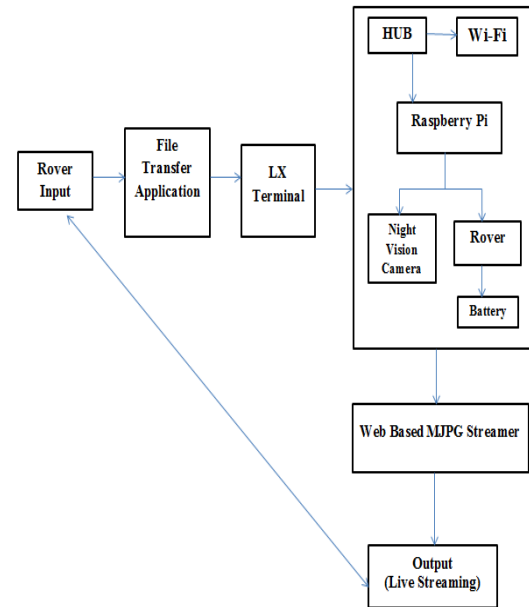 HUB
Wi-Fi
Raspberry Pi
Rover
Input
File
Transfer
Application
LX
Terminal
Night
Vision
Camera
Rover
Battery
Web Based MJPG Streamer
Output
(Live Streaming)